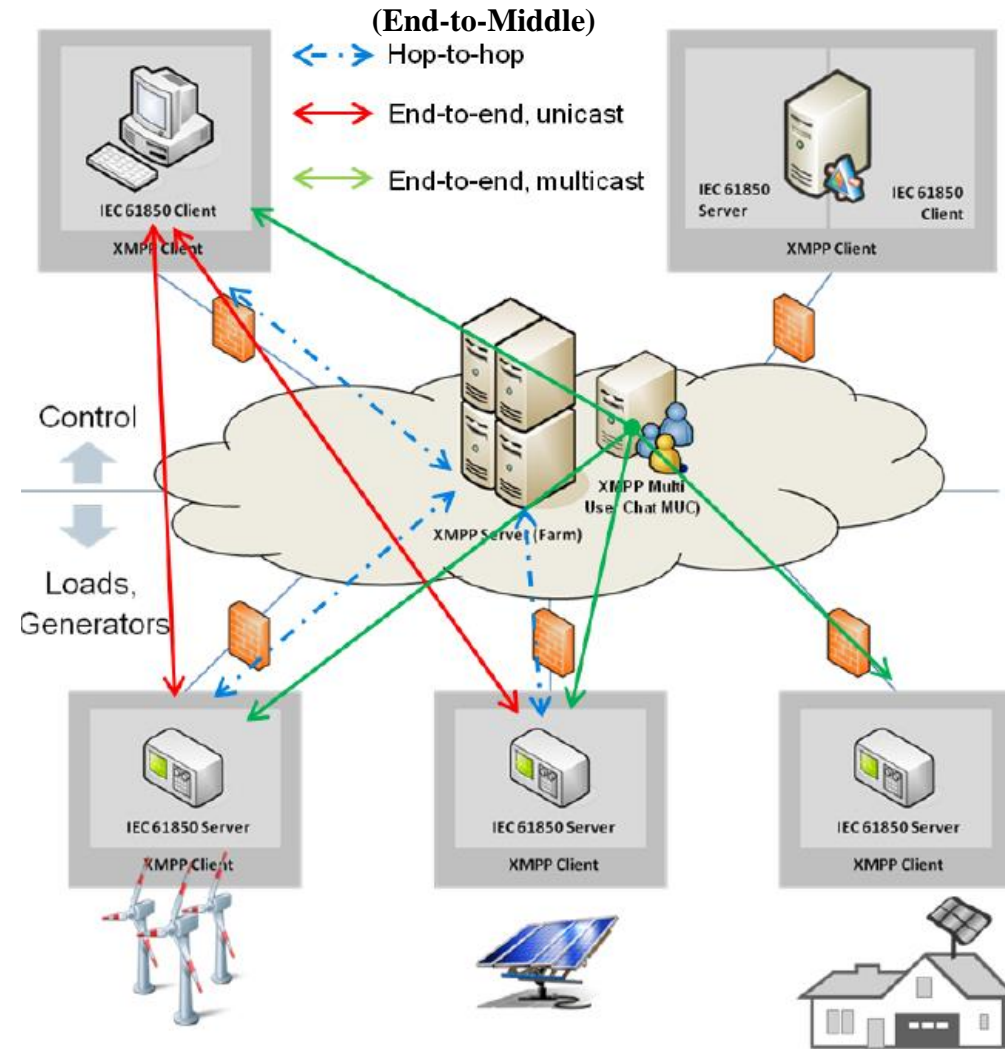 (End-to-Middle)
Hop-to-hop
End-to-end, unicast
End-to-end, multicast
IEC 61850 Client
XMPP Client
IEC 61850
Server
IEC 61850
Client
XMPP Client
Control
XMPP Multi
User Chat MUC)
XMPP Server (Farm)
Loads,
Generators
IEC 61850 Server
XMPP Client
IEC 61850 Server
XMPP Client
IEC 61850 Server
XMPP Client